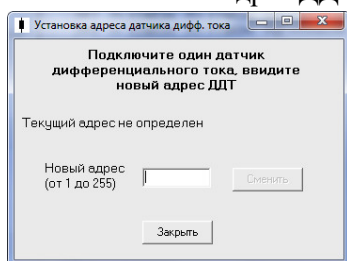 Установка адреса датчика дифф. тока
Подключите один датчик
дифференциального тока, ввидите
новый адрес ДДТ
Текущий адрес не определен
Новый адрес
(от 1 до 255)
Сменить
Закрыть